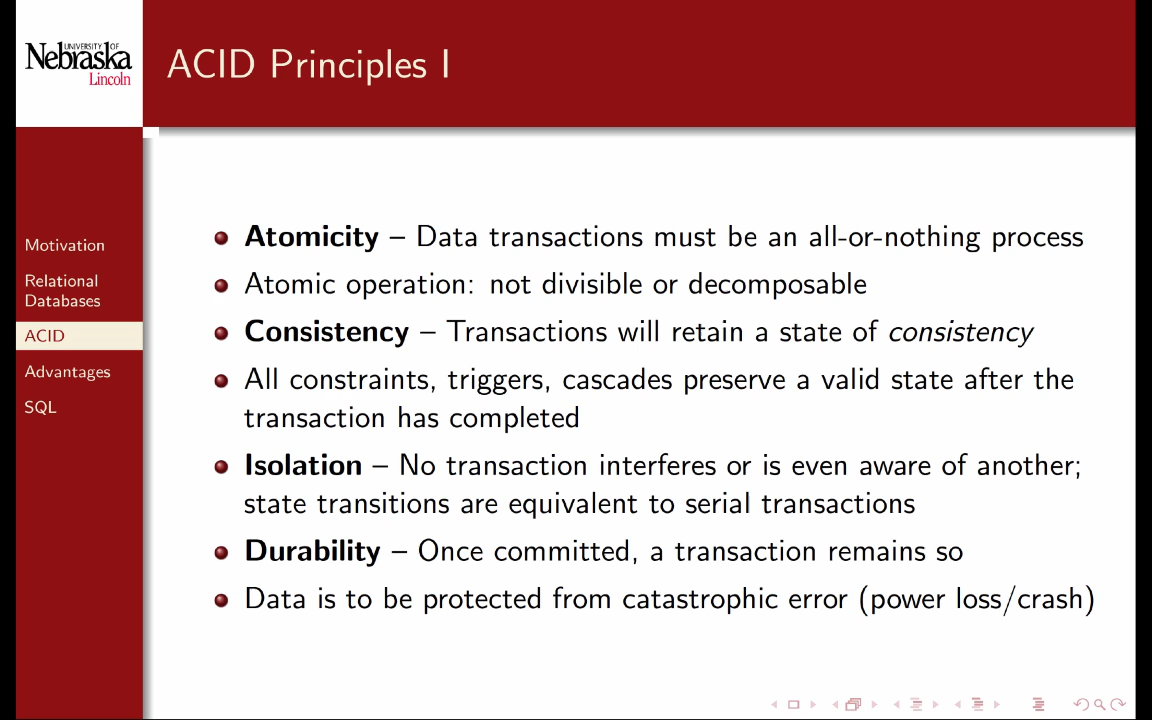 UNIVERSITY OF
Nebraska
Lincoln
ACID Principles I
Motivation
Relational
Databases
ACID
Advantages
SQL
Atomicity – Data transactions must be an all-or-nothing process
Atomic operation: not divisible or decomposable
Consistency – Transactions will retain a state of consistency
All constraints, triggers, cascades preserve a valid state after the
transaction has completed
Isolation – No transaction interferes or is even aware of another;
state transitions are equivalent to serial transactions
Durability – Once committed, a transaction remains so
Data is to be protected from catastrophic error (power loss/crash)